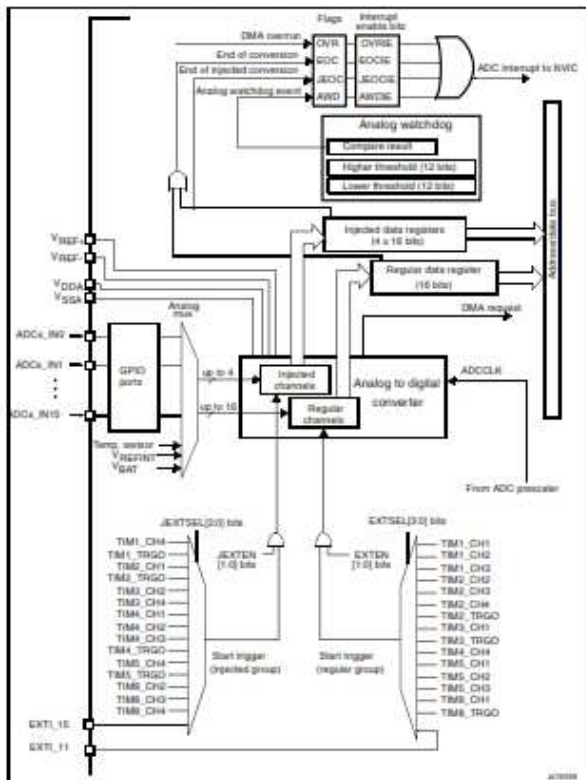 Flags
Interrupt
enable bits
DMA overrun
OVR
OVRIE
End of conversion
EOC
EOCIE
End of injected conversion
JEOC
JEOCIE
ADC Interrupt to NVIC
Analog watchdog event
AWD
AWDIE
Analog watchdog
Compare result
Higher threshold (12 bits)
Lower threshold (12 bits)
Address/data bus
Injected data registers
(4 x 16 bits)
Regular data register
(16 bits)
VREF+
VREF-
VDDA
VSSA
Analog
mux
DMA request
ADCx_IN0
ADCx_IN1
ADCx_IN15
GPIO
ports
up to 4
up to 16
Injected
channels
Regular
channels
Analog to digital
converter
ADCCLK
Temp. sensor
VREFINT
VBAT
From ADC prescaler
JEXTSEL[3:0] bits
EXTSEL[3:0] bits
JEXTEN
[1:0] bits
EXTEN
[1:0] bits
TIM1_CH4
TIM1_TRGO
TIM2_CH1
TIM2_TRGO
TIM3_CH2
TIM3_CH4
TIM4_CH1
TIM4_CH2
TIM4_CH3
TIM4_TRGO
TIM5_CH4
TIM5_TRGO
TIM8_CH2
TIM8_CH3
TIM8_CH4
Start trigger
(injected group)
Start trigger
(regular group)
TIM1_CH1
TIM1_CH2
TIM1_CH3
TIM2_CH2
TIM2_CH3
TIM2_CH4
TIM2_TRGO
TIM3_CH1
TIM3_TRGO
TIM4_CH4
TIM5_CH1
TIM5_CH2
TIM5_CH3
TIM8_CH1
TIM8_TRGO
EXTI_15
EXTI_11